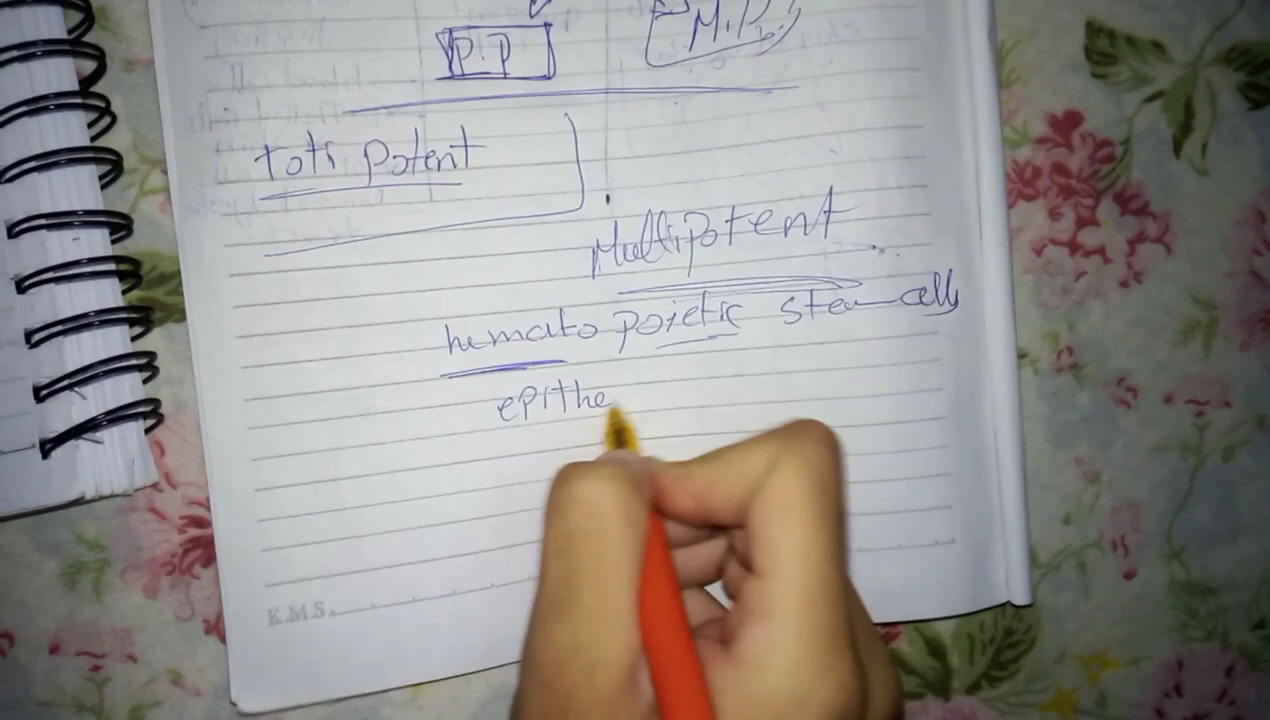 P.P
M.P.
toti potent
Multipotent
hemato poietic stem cells
epithe
K.M.S.